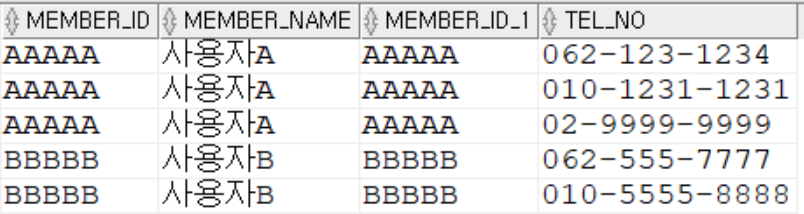 MEMBER_ID MEMBER_NAME MEMBER_ID_1 TEL_NO
AAAAA 사용자A AAAAA 062-123-1234
AAAAA 사용자A AAAAA 010-1231-1231
AAAAA 사용자A AAAAA 02-9999-9999
BBBBB 사용자B BBBBB 062-555-7777
BBBBB 사용자B BBBBB 010-5555-8888